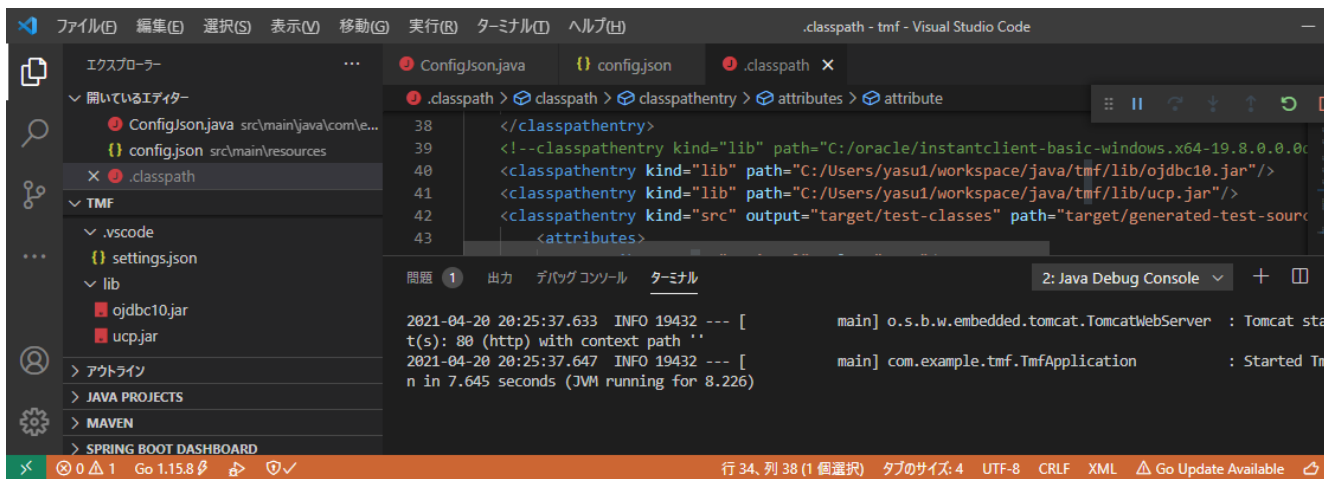 ファイル(F) 編集(E) 選択(S) 表示(V) 移動(G) 実行(R) ターミナル(T) ヘルプ(H) .classpath - tmf - Visual Studio Code
エクスプローラー
開いているエディター
ConfigJson.java src\main\java\com\e...
{} config.json src\main\resources
.classpath
TMF
.vscode
{} settings.json
lib
ojdbc10.jar
ucp.jar
アウトライン
JAVA PROJECTS
MAVEN
SPRING BOOT DASHBOARD
ConfigJson.java {} config.json .classpath
.classpath > classpath > classpathentry > attributes > attribute
38 </classpathentry>
39 <!--classpathentry kind="lib" path="C:/oracle/instantclient-basic-windows.x64-19.8.0.0.0d
40 <classpathentry kind="lib" path="C:/Users/yasu1/workspace/java/tmf/lib/ojdbc10.jar"/>
41 <classpathentry kind="lib" path="C:/Users/yasu1/workspace/java/tmf/lib/ucp.jar"/>
42 <classpathentry kind="src" output="target/test-classes" path="target/generated-test-sourc
43 <attributes>
問題 1 出力 デバッグ コンソール ターミナル 2: Java Debug Console
2021-04-20 20:25:37.633 INFO 19432 --- [ main] o.s.b.w.embedded.tomcat.TomcatWebServer : Tomcat sta
t(s): 80 (http) with context path ''
2021-04-20 20:25:37.647 INFO 19432 --- [ main] com.example.tmf.TmfApplication : Started Tm
n in 7.645 seconds (JVM running for 8.226)
0 1 Go 1.15.8 行 34、列 38 (1 個選択) タブのサイズ: 4 UTF-8 CRLF XML Go Update Available